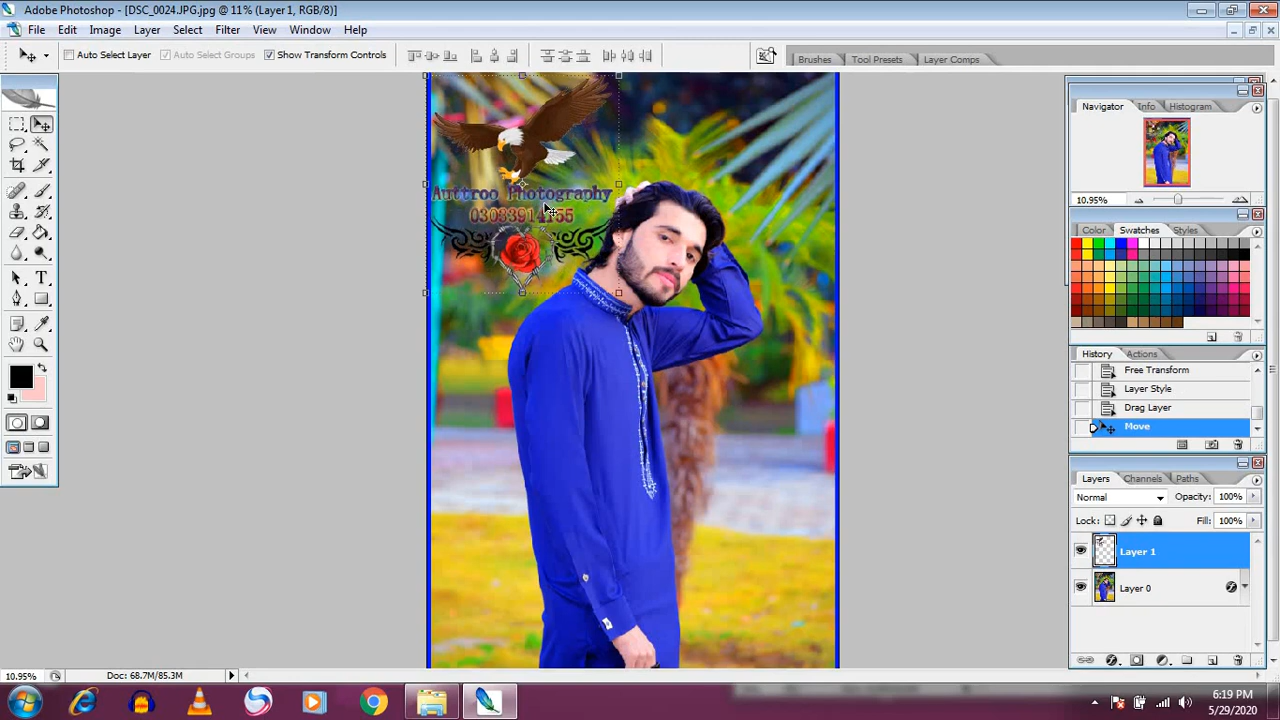 Adobe Photoshop - [DSC_0024.JPG.jpg @ 11% (Layer 1, RGB/8)]
File Edit Image Layer Select Filter View Window Help
Auto Select Layer Auto Select Groups Show Transform Controls
Brushes Tool Presets Layer Comps
Navigator Info Histogram
10.95%
Color Swatches Styles
History Actions
Free Transform
Layer Style
Drag Layer
Move
Layers Channels Paths
Normal Opacity: 100%
Lock: Fill: 100%
Layer 1
Layer 0
Auttroo Photography
10.95% Doc: 68.7M/85.3M
6:19 PM
5/29/2020